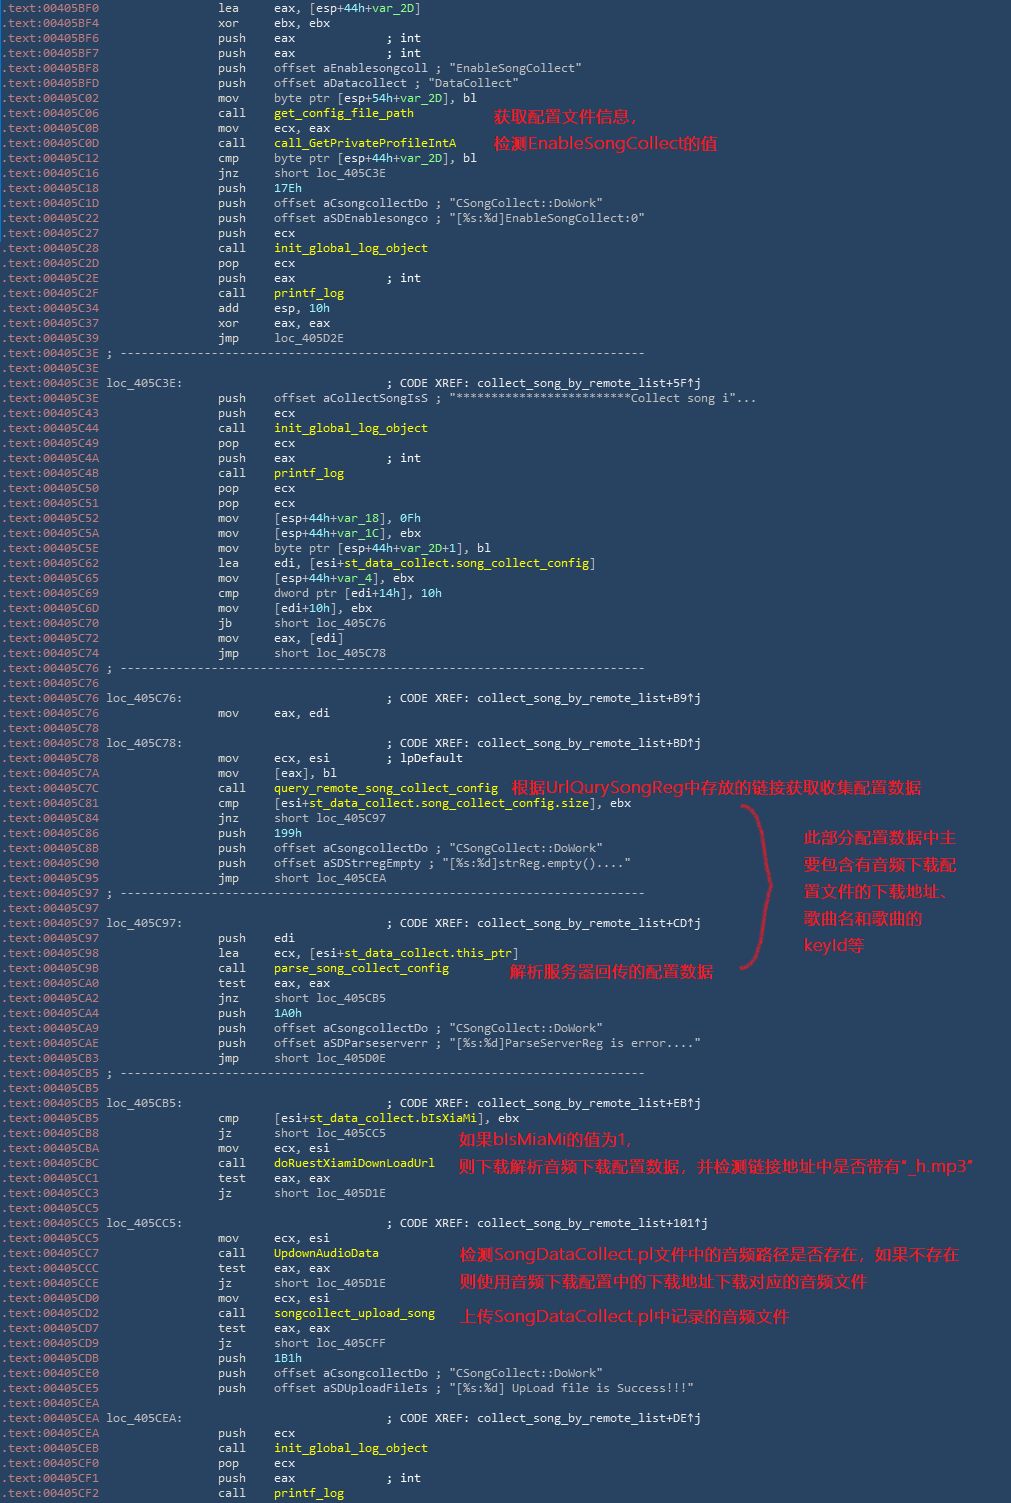 .text:00405BF0 lea eax, [esp+44h+var_2D]
.text:00405BF4 xor ebx, ebx
.text:00405BF6 push eax ; int
.text:00405BF7 push eax ; int
.text:00405BF8 push offset aEnablesongcoll ; "EnableSongCollect"
.text:00405BFD push offset aDatacollect ; "DataCollect"
.text:00405C02 mov byte ptr [esp+54h+var_2D], bl
.text:00405C06 call get_config_file_path
获取配置文件信息，
.text:00405C0B mov ecx, eax
.text:00405C0D call call_GetPrivateProfileIntA
检测EnableSongCollect的值
.text:00405C12 cmp byte ptr [esp+44h+var_2D], bl
.text:00405C16 jnz short loc_405C3E
.text:00405C18 push 17Eh
.text:00405C1D push offset aCsongcollectDo ; "CSongCollect::DoWork"
.text:00405C22 push offset aSDEnablesongco ; "[%s:%d]EnableSongCollect:0"
.text:00405C27 push ecx
.text:00405C28 call init_global_log_object
.text:00405C2D pop ecx
.text:00405C2E push eax ; int
.text:00405C2F call printf_log
.text:00405C34 add esp, 10h
.text:00405C37 xor eax, eax
.text:00405C39 jmp loc_405D2E
.text:00405C3E ; ---------------------------------------------------------------------------
.text:00405C3E
.text:00405C3E loc_405C3E: ; CODE XREF: collect_song_by_remote_list+5F↑j
.text:00405C3E push offset aCollectSongIsS ; "*************************Collect song i"...
.text:00405C43 push ecx
.text:00405C44 call init_global_log_object
.text:00405C49 pop ecx
.text:00405C4A push eax ; int
.text:00405C4B call printf_log
.text:00405C50 pop ecx
.text:00405C51 pop ecx
.text:00405C52 mov [esp+44h+var_18], 0Fh
.text:00405C5A mov [esp+44h+var_1C], ebx
.text:00405C5E mov byte ptr [esp+44h+var_2D+1], bl
.text:00405C62 lea edi, [esi+st_data_collect.song_collect_config]
.text:00405C65 mov [esp+44h+var_4], ebx
.text:00405C69 cmp dword ptr [edi+14h], 10h
.text:00405C6D mov [edi+10h], ebx
.text:00405C70 jb short loc_405C76
.text:00405C72 mov eax, [edi]
.text:00405C74 jmp short loc_405C78
.text:00405C76 ; ---------------------------------------------------------------------------
.text:00405C76
.text:00405C76 loc_405C76: ; CODE XREF: collect_song_by_remote_list+B9↑j
.text:00405C76 mov eax, edi
.text:00405C78
.text:00405C78 loc_405C78: ; CODE XREF: collect_song_by_remote_list+BD↑j
.text:00405C78 mov ecx, esi ; lpDefault
.text:00405C7A mov [eax], bl
.text:00405C7C call query_remote_song_collect_config
根据UrlQurySongReg中存放的链接获取收集配置数据
.text:00405C81 cmp [esi+st_data_collect.song_collect_config.size], ebx
.text:00405C84 jnz short loc_405C97
.text:00405C86 push 199h
.text:00405C8B push offset aCsongcollectDo ; "CSongCollect::DoWork"
.text:00405C90 push offset aSDStrregEmpty ; "[%s:%d]strReg.empty()...."
.text:00405C95 jmp short loc_405CEA
此部分配置数据中主
要包含有音频下载配
置文件的下载地址、
歌曲名和歌曲的
keyId等
.text:00405C97 ; ---------------------------------------------------------------------------
.text:00405C97
.text:00405C97 loc_405C97: ; CODE XREF: collect_song_by_remote_list+CD↑j
.text:00405C97 push edi
.text:00405C98 lea ecx, [esi+st_data_collect.this_ptr]
.text:00405C9B call parse_song_collect_config
解析服务器回传的配置数据
.text:00405CA0 test eax, eax
.text:00405CA2 jnz short loc_405CB5
.text:00405CA4 push 1A0h
.text:00405CA9 push offset aCsongcollectDo ; "CSongCollect::DoWork"
.text:00405CAE push offset aSDParseserverr ; "[%s:%d]ParseServerReg is error...."
.text:00405CB3 jmp short loc_405D0E
.text:00405CB5 ; ---------------------------------------------------------------------------
.text:00405CB5
.text:00405CB5 loc_405CB5: ; CODE XREF: collect_song_by_remote_list+EB↑j
.text:00405CB5 cmp [esi+st_data_collect.bIsXiaMi], ebx
.text:00405CB8 jz short loc_405CC5
如果bIsMiaMi的值为1,
.text:00405CBA mov ecx, esi
.text:00405CBC call doRuestXiamiDownLoadUrl
则下载解析音频下载配置数据，并检测链接地址中是否带有"_h.mp3"
.text:00405CC1 test eax, eax
.text:00405CC3 jz short loc_405D1E
.text:00405CC5
.text:00405CC5 loc_405CC5: ; CODE XREF: collect_song_by_remote_list+101↑j
.text:00405CC5 mov ecx, esi
.text:00405CC7 call UpdownAudioData
检测SongDataCollect.pl文件中的音频路径是否存在，如果不存在
.text:00405CCC test eax, eax
.text:00405CCE jz short loc_405D1E
则使用音频下载配置中的下载地址下载对应的音频文件
.text:00405CD0 mov ecx, esi
.text:00405CD2 call songcollect_upload_song
上传SongDataCollect.pl中记录的音频文件
.text:00405CD7 test eax, eax
.text:00405CD9 jz short loc_405CFF
.text:00405CDB push 1B1h
.text:00405CE0 push offset aCsongcollectDo ; "CSongCollect::DoWork"
.text:00405CE5 push offset aSDUploadFileIs ; "[%s:%d] UpLoad file is Success!!!"
.text:00405CEA
.text:00405CEA loc_405CEA: ; CODE XREF: collect_song_by_remote_list+DE↑j
.text:00405CEA push ecx
.text:00405CEB call init_global_log_object
.text:00405CF0 pop ecx
.text:00405CF1 push eax ; int
.text:00405CF2 call printf_log